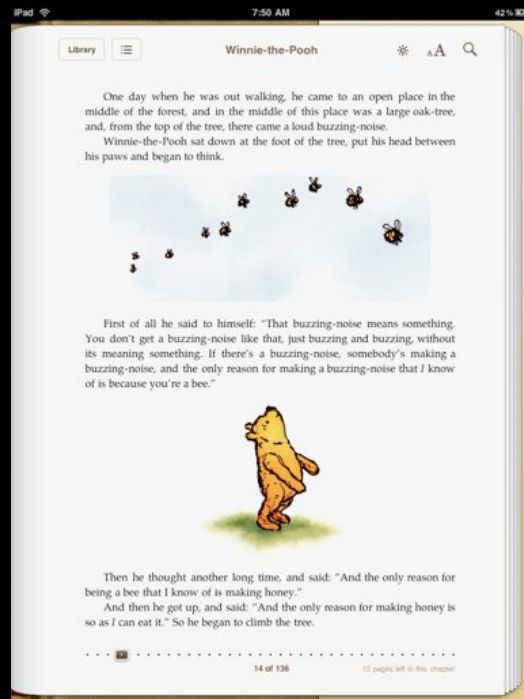 iPad
7:50 AM
42%
Library
Winnie-the-Pooh
AA
One day when he was out walking, he came to an open place in the
middle of the forest, and in the middle of this place was a large oak-tree,
and, from the top of the tree, there came a loud buzzing-noise.
Winnie-the-Pooh sat down at the foot of the tree, put his head between
his paws and began to think.
First of all he said to himself: "That buzzing-noise means something.
You don't get a buzzing-noise like that, just buzzing and buzzing, without
its meaning something. If there's a buzzing-noise, somebody's making a
buzzing-noise, and the only reason for making a buzzing-noise that I know
of is because you're a bee."
Then he thought another long time, and said: "And the only reason for
being a bee that I know of is making honey."
And then he got up, and said: "And the only reason for making honey is
so as I can eat it." So he began to climb the tree.
14 of 136
12 pages left in this chapter